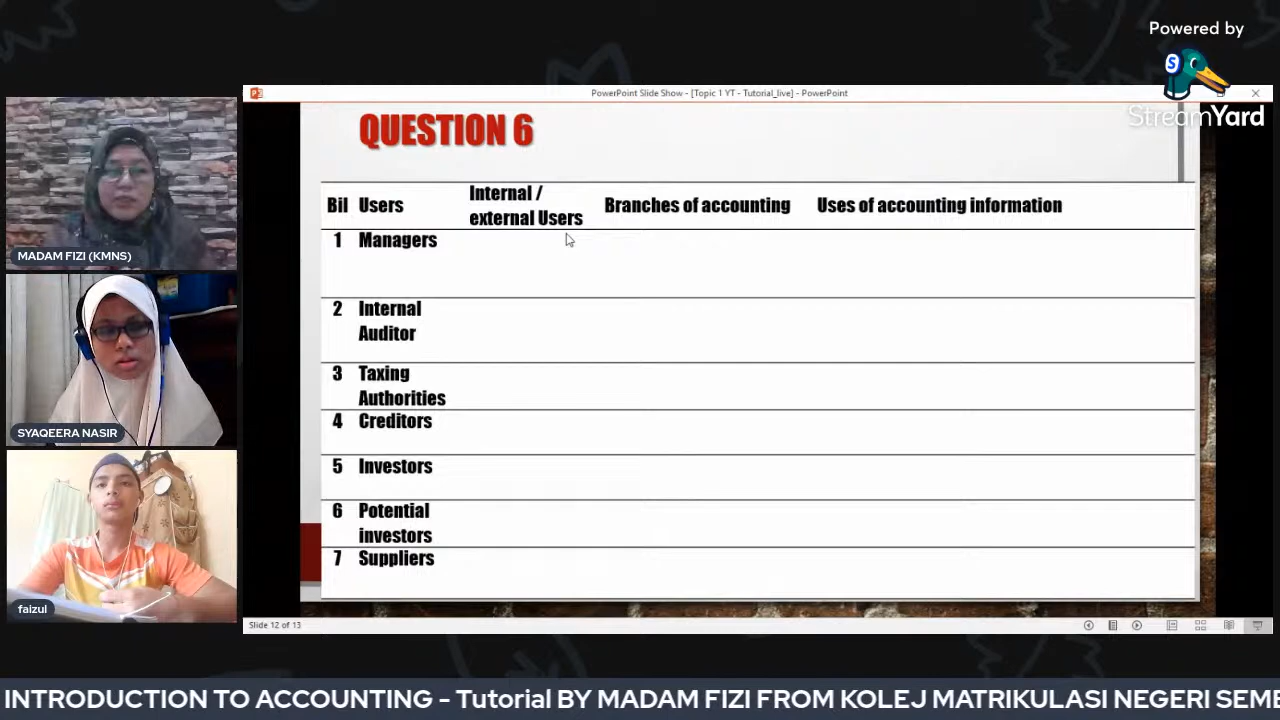 Powered by
StreamYard
PowerPoint Slide Show - [Topic 1 YT - Tutorial_live] - PowerPoint
QUESTION 6
Bil Users Internal / external Users Branches of accounting Uses of accounting information
1 Managers
2 Internal
Auditor
3 Taxing
Authorities
4 Creditors
5 Investors
6 Potential
investors
7 Suppliers
MADAM FIZI (KMNS)
SYAQEERA NASIR
faizul
Slide 12 of 13
INTRODUCTION TO ACCOUNTING - Tutorial BY MADAM FIZI FROM KOLEJ MATRIKULASI NEGERI SEME